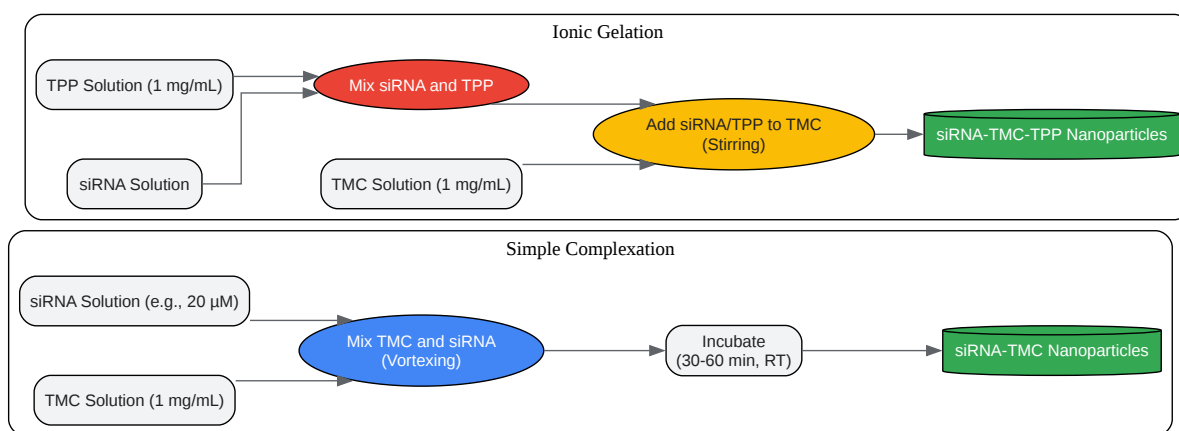 Ionic Gelation
TPP Solution (1 mg/mL)
Mix siRNA and TPP
siRNA Solution
TMC Solution (1 mg/mL)
Add siRNA/TPP to TMC
(Stirring)
siRNA-TMC-TPP Nanoparticles
Simple Complexation
siRNA Solution (e.g., 20 µM)
TMC Solution (1 mg/mL)
Mix TMC and siRNA
(Vortexing)
Incubate
(30-60 min, RT)
siRNA-TMC Nanoparticles